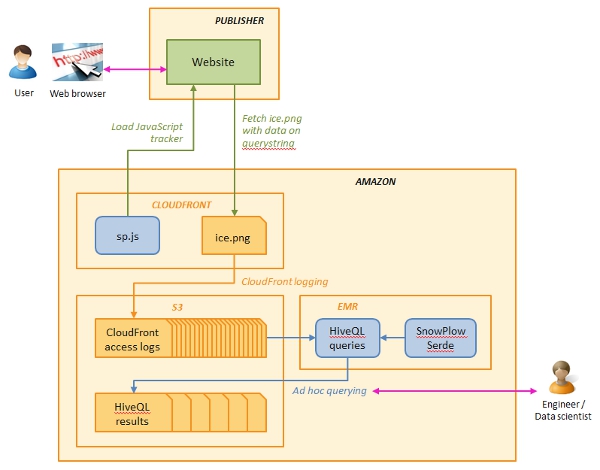 PUBLISHER
Website
http://www
User
Web browser
Load JavaScript
tracker
Fetch ice.png
with data on
querystring
AMAZON
CLOUDFRONT
sp.js
ice.png
CloudFront logging
S3
EMR
CloudFront
access logs
HiveQL
queries
SnowPlow
Serde
Ad hoc querying
HiveQL
results
Engineer /
Data scientist